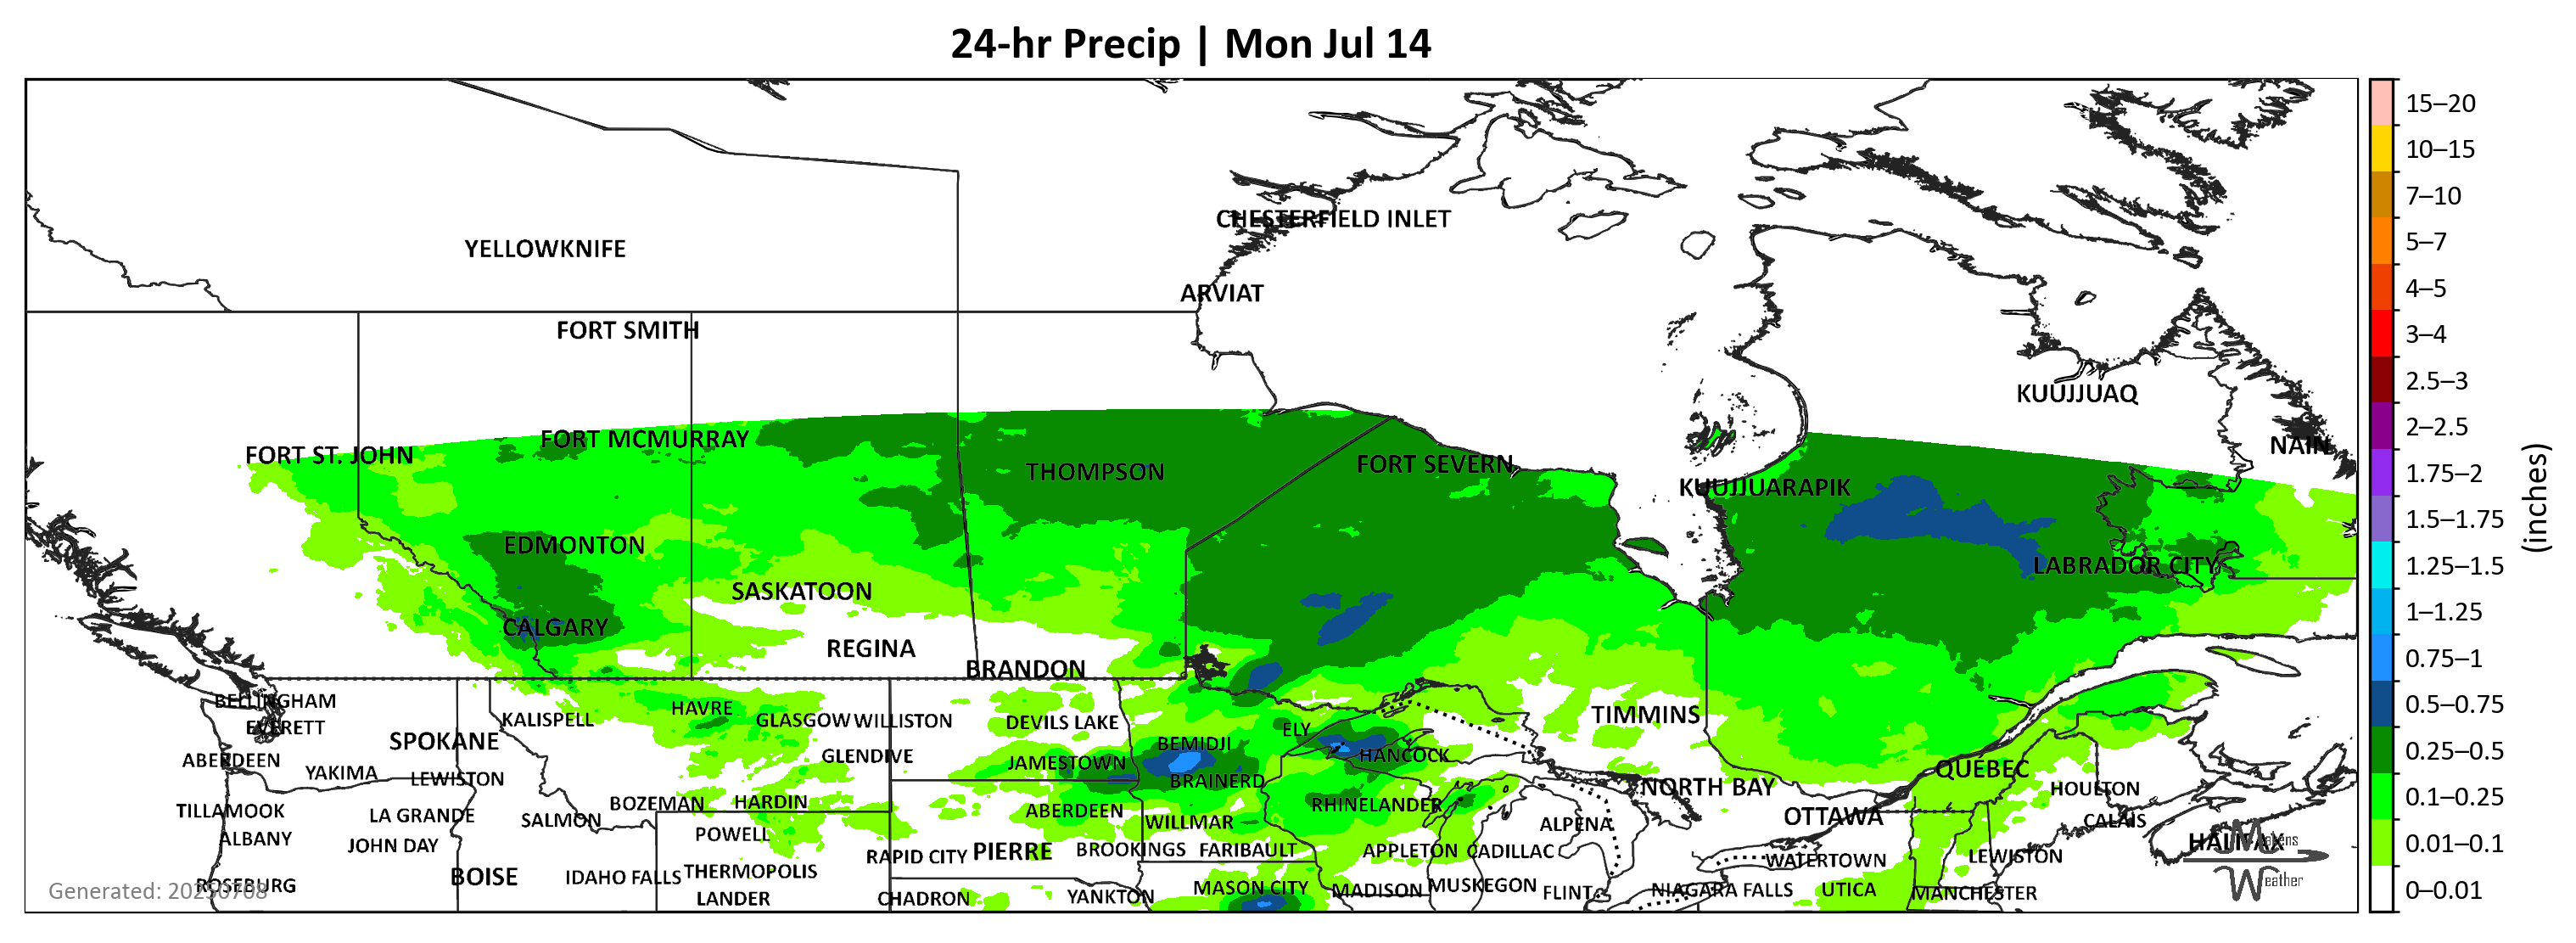 24-hr Precip | Mon Jul 14
CHESTERFIELD INLET
YELLOWKNIFE
ARVIAT
FORT SMITH
KUUJJUAQ
FORT MCMURRAY
NAIN
FORT ST. JOHN
THOMPSON
FORT SEVERN
KUUJJUARAPIK
EDMONTON
LABRADOR CITY
SASKATOON
CALGARY
REGINA
BRANDON
BELLINGHAM
HAVRE
TIMMINS
KALISPELL
GLASGOW
WILLISTON
DEVILS LAKE
EVERETT
ELY
SPOKANE
BEMIDJI
ABERDEEN
GLENDIVE
JAMESTOWN
HANCOCK
QUÉBEC
YAKIMA
LEWISTON
BRAINERD
NORTH BAY
HOULTON
BOZEMAN
HARDIN
RHINELANDER
TILLAMOOK
LA GRANDE
SALMON
ABERDEEN
WILLMAR
ALPENA
OTTAWA
CALAIS
ALBANY
JOHN DAY
POWELL
HALIFAX
RAPID CITY
PIERRE
BROOKINGS
FARIBAULT
APPLETON
CADILLAC
WATERTOWN
LEWISTON
BOISE
IDAHO FALLS
THERMOPOLIS
ROSEBURG
MASON CITY
MADISON
MUSKEGON
FLINT
NIAGARA FALLS
UTICA
MANCHESTER
LANDER
CHADRON
YANKTON
Generated: 20250708
Weather
15–20
10–15
7–10
5–7
4–5
3–4
2.5–3
2–2.5
1.75–2
1.5–1.75
1.25–1.5
1–1.25
0.75–1
0.5–0.75
0.25–0.5
0.1–0.25
0.01–0.1
0–0.01
(inches)